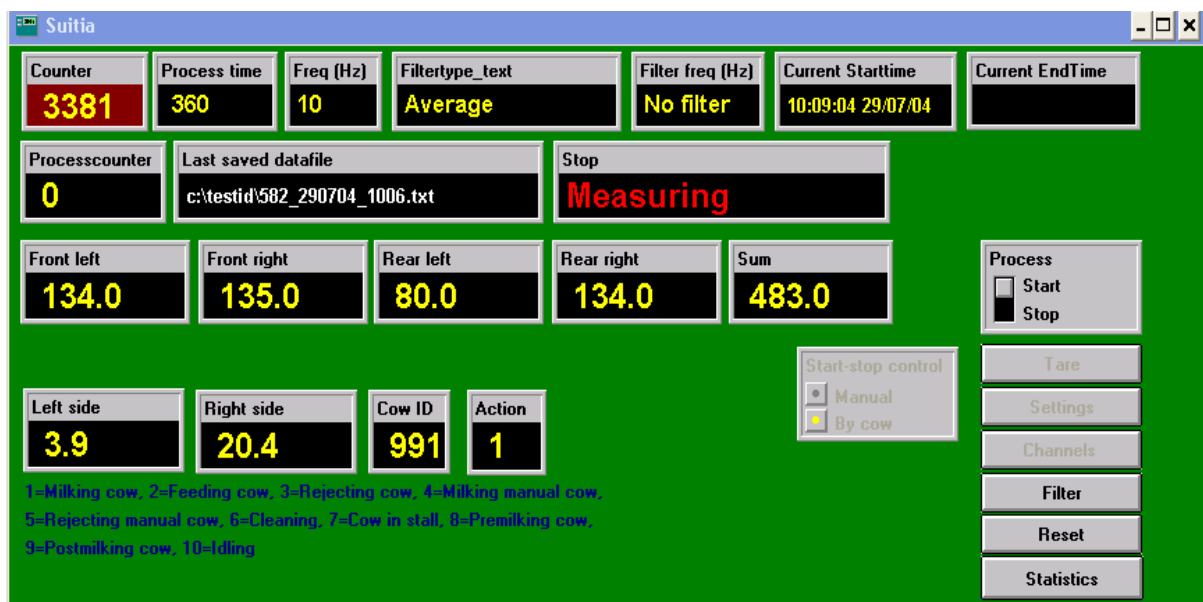 Suitia
Counter
3381
Process time
360
Freq (Hz)
10
Filtertype_text
Average
Filter freq (Hz)
No filter
Current Starttime
10:09:04 29/07/04
Current EndTime
Processcounter
0
Last saved datafile
c:\testid\582_290704_1006.txt
Stop
Measuring
Front left
134.0
Front right
135.0
Rear left
80.0
Rear right
134.0
Sum
483.0
Process
Start
Stop
Start-stop control
Manual
By cow
Tare
Settings
Channels
Filter
Reset
Statistics
Left side
3.9
Right side
20.4
Cow ID
991
Action
1
1=Milking cow, 2=Feeding cow, 3=Rejecting cow, 4=Milking manual cow,
5=Rejecting manual cow, 6=Cleaning, 7=Cow in stall, 8=Premilking cow,
9=Postmilking cow, 10=Idling